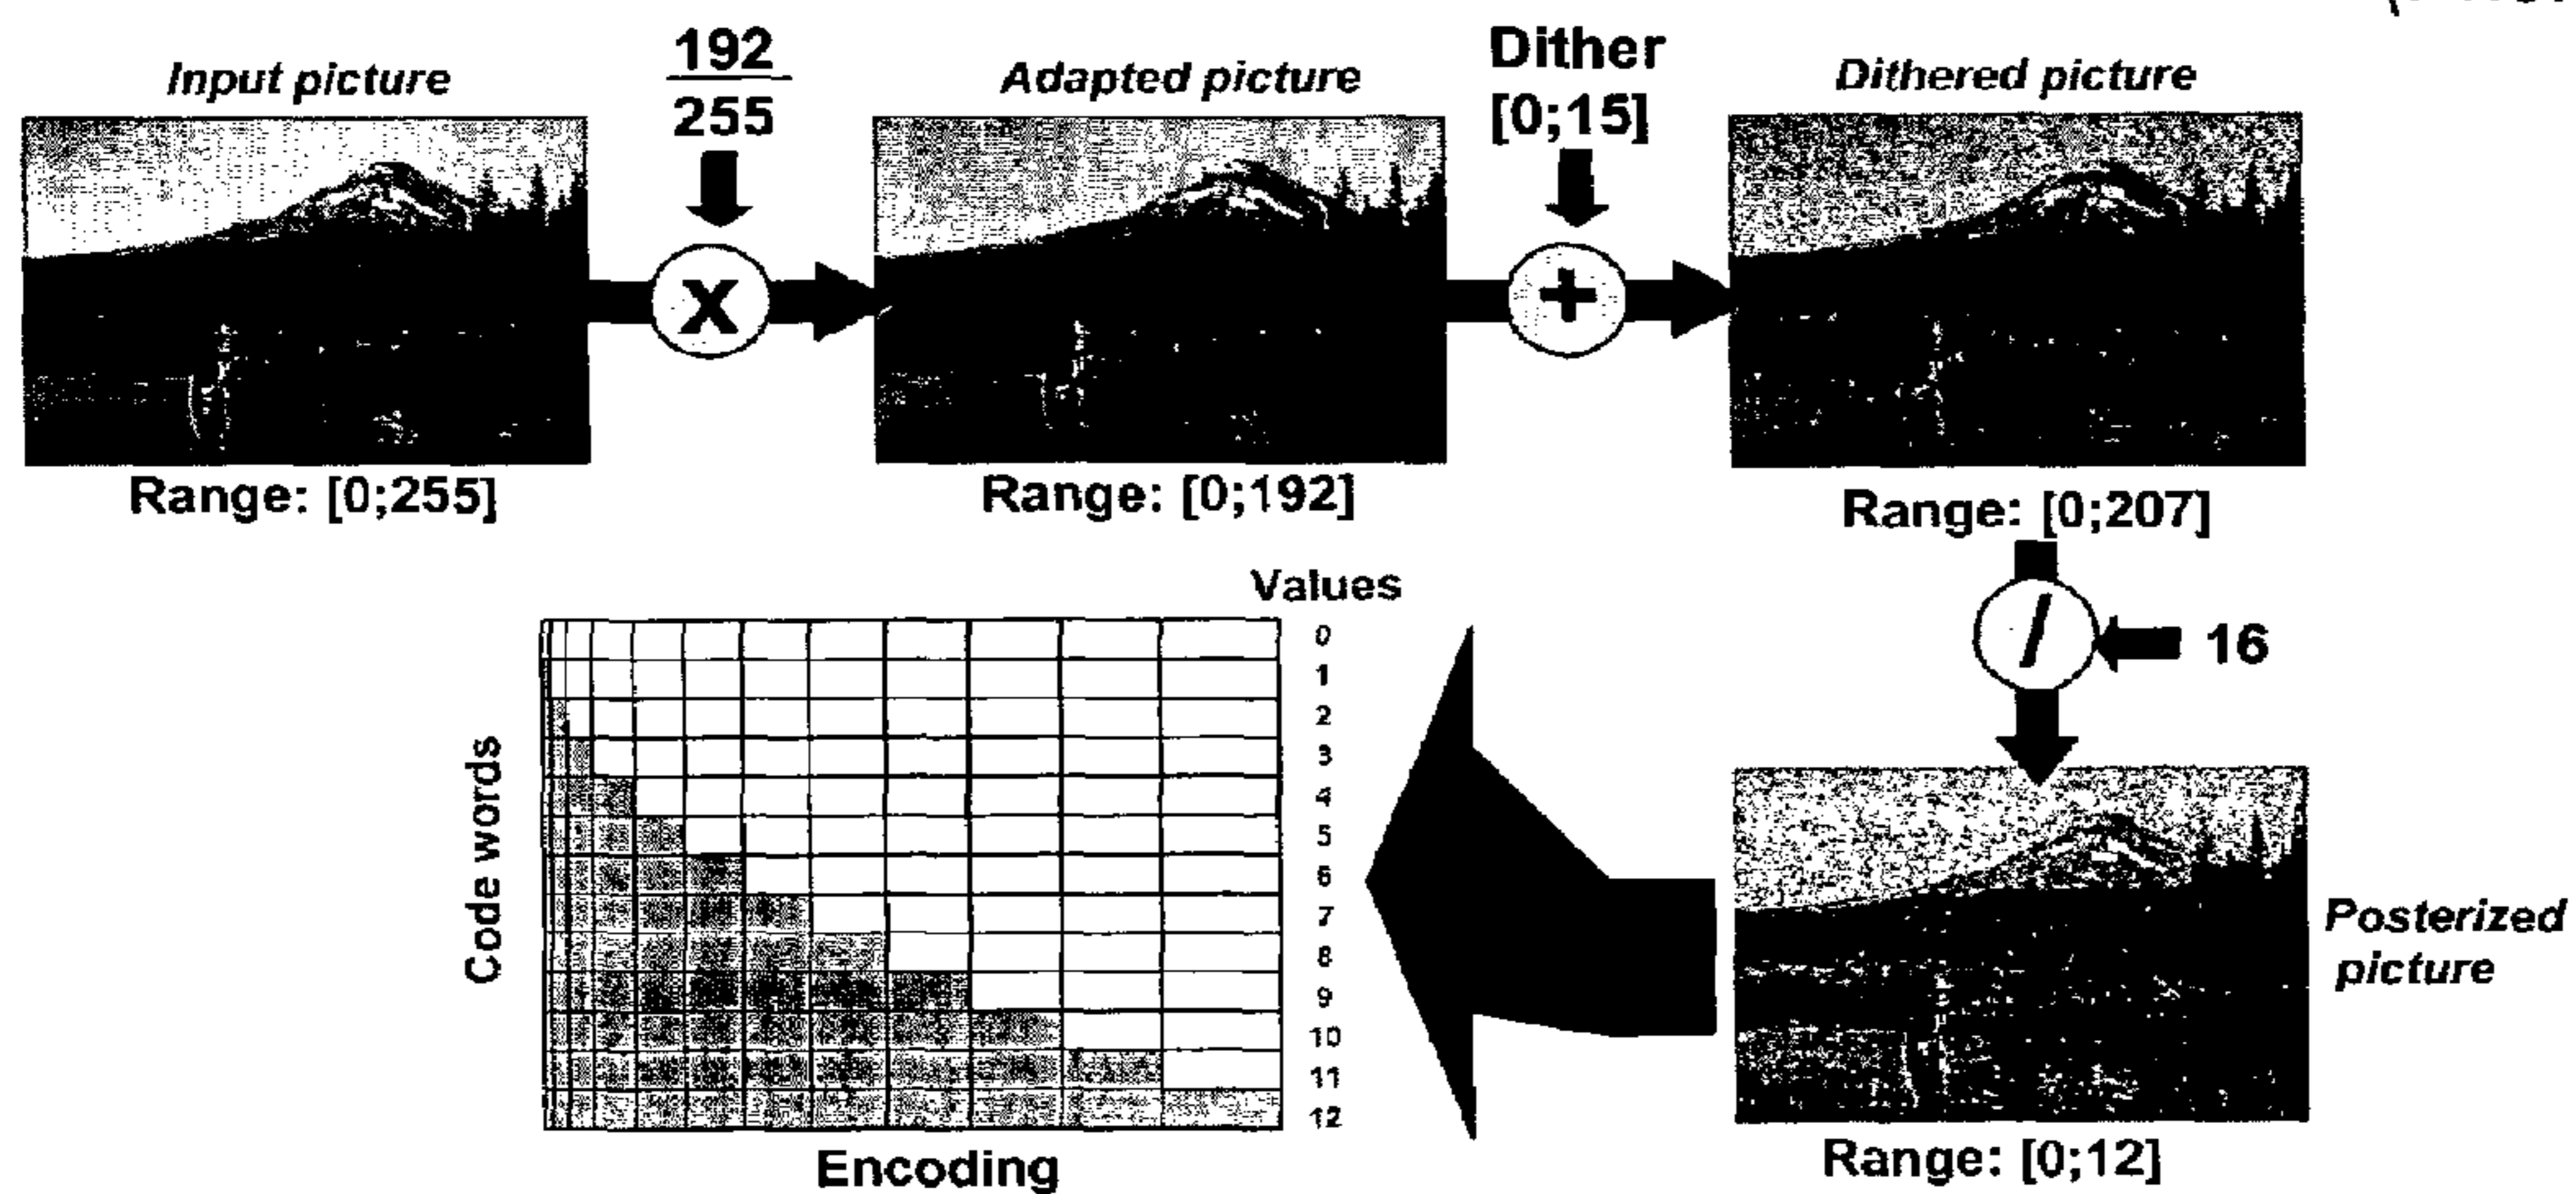 Input picture
192
255
Adapted picture
Dither
[0;15]
Dithered picture
X
+
Range: [0;255]
Range: [0;192]
Range: [0;207]
/
16
Values
0
1
2
3
4
5
6
7
8
9
10
11
12
Code words
Encoding
Posterized
picture
Range: [0;12]